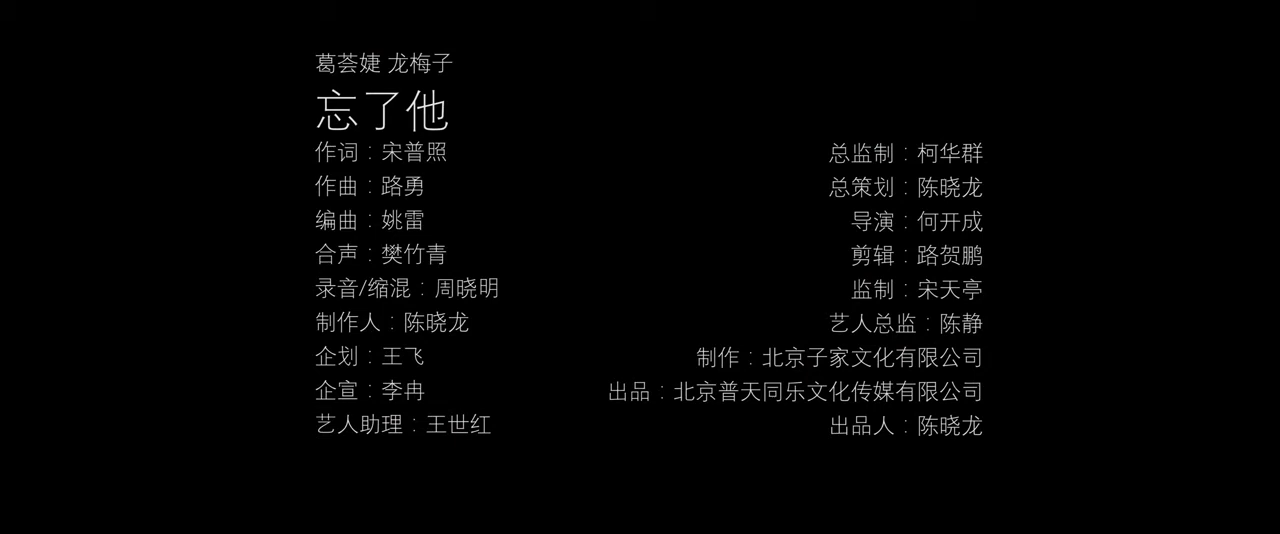 葛荟婕 龙梅子
忘了他
作词：宋普照
作曲：路勇
编曲：姚雷
合声：樊竹青
录音/缩混：周晓明
制作人：陈晓龙
企划：王飞
企宣：李冉
艺人助理：王世红
总监制：柯华群
总策划：陈晓龙
导演：何开成
剪辑：路贺鹏
监制：宋天亭
艺人总监：陈静
制作：北京子家文化有限公司
出品：北京普天同乐文化传媒有限公司
出品人：陈晓龙